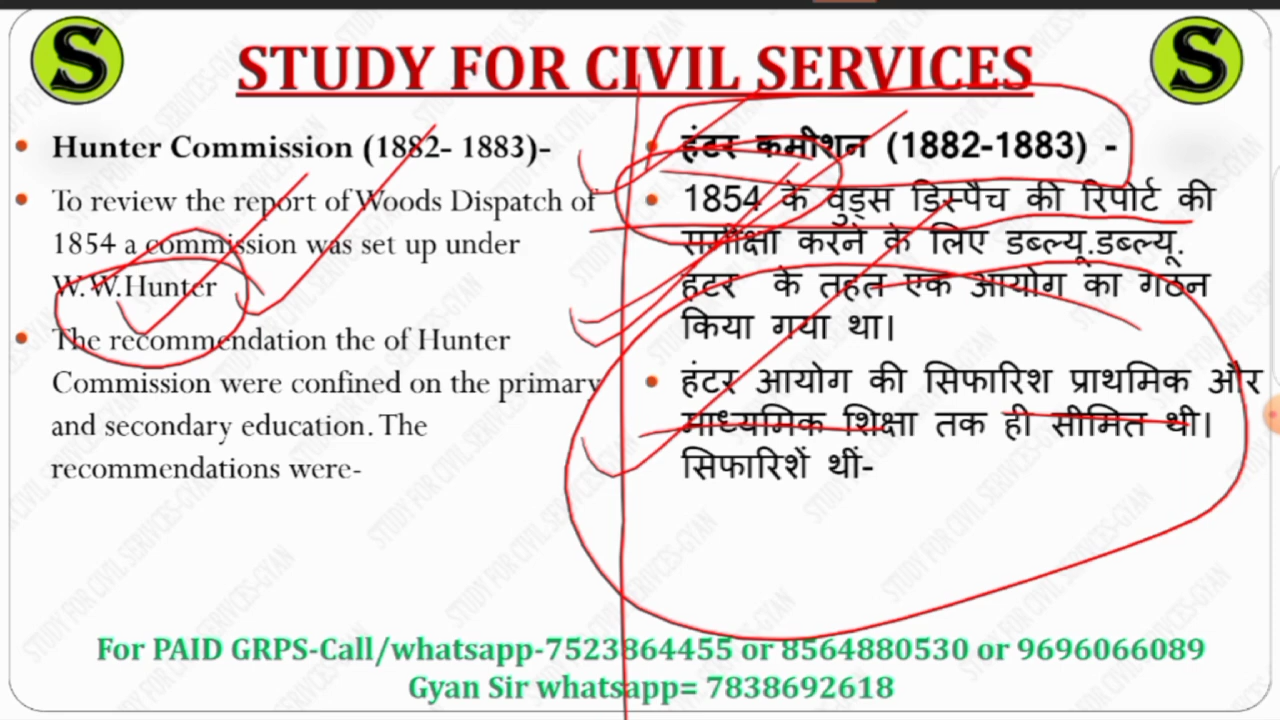 S
STUDY FOR CIVIL SERVICES
S
Hunter Commission (1882- 1883)-
To review the report of Woods Dispatch of
1854 a commission was set up under
W.W.Hunter
The recommendation the of Hunter
Commission were confined on the primary
and secondary education. The
recommendations were-
हंटर कमीशन (1882-1883) -
1854 के वुड्स डिस्पैच की रिपोर्ट की
समीक्षा करने के लिए डब्ल्यू.डब्ल्यू.
हंटर के तहत एक आयोग का गठन
किया गया था।
हंटर आयोग की सिफारिश प्राथमिक और
माध्यमिक शिक्षा तक ही सीमित थी।
सिफारिशें थीं-
For PAID GRPS-Call/whatsapp-7523864455 or 8564880530 or 9696066089
Gyan Sir whatsapp= 7838692618